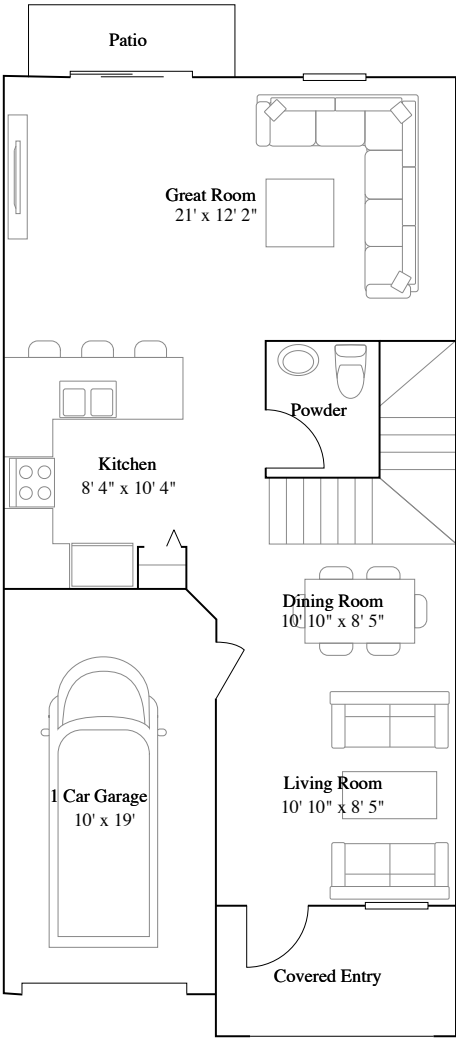 Patio
Great Room
21' x 12' 2"
Powder
Kitchen
8' 4" x 10' 4"
Dining Room
10' 10" x 8' 5"
Living Room
10' 10" x 8' 5"
1 Car Garage
10' x 19'
Covered Entry